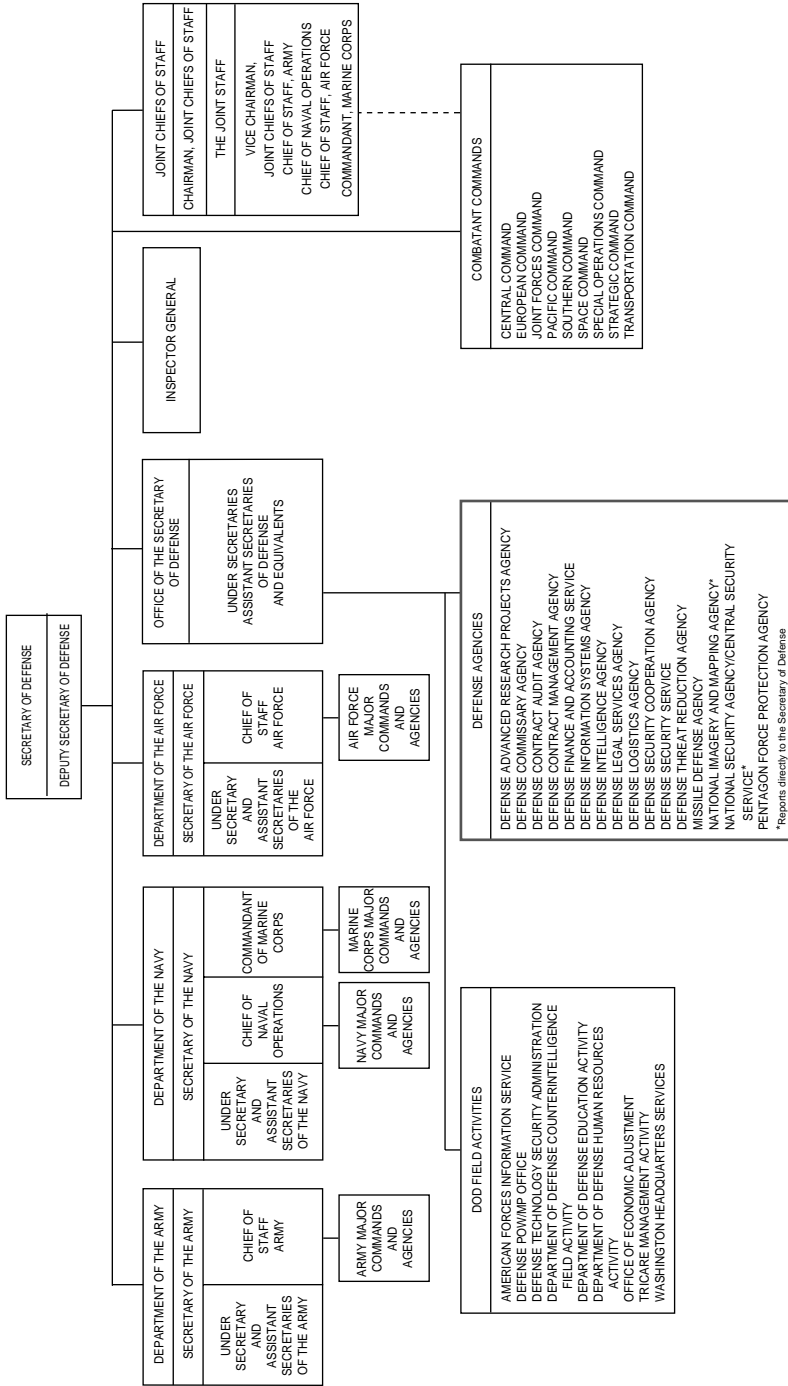 SECRETARY OF DEFENSE
DEPUTY SECRETARY OF DEFENSE
DEPARTMENT OF THE ARMY
SECRETARY OF THE ARMY
UNDER
SECRETARY
AND
ASSISTANT
SECRETARIES
OF THE ARMY
CHIEF OF
STAFF
ARMY
ARMY MAJOR
COMMANDS
AND
AGENCIES
DEPARTMENT OF THE NAVY
SECRETARY OF THE NAVY
UNDER
SECRETARY
AND
ASSISTANT
SECRETARIES
OF THE NAVY
CHIEF OF
NAVAL
OPERATIONS
COMMANDANT
OF MARINE
CORPS
NAVY MAJOR
COMMANDS
AND
AGENCIES
MARINE
CORPS MAJOR
COMMANDS
AND
AGENCIES
DEPARTMENT OF THE AIR FORCE
SECRETARY OF THE AIR FORCE
UNDER
SECRETARY
AND
ASSISTANT
SECRETARIES
OF THE
AIR FORCE
CHIEF OF
STAFF
AIR FORCE
AIR FORCE
MAJOR
COMMANDS
AND
AGENCIES
OFFICE OF THE SECRETARY
OF DEFENSE
UNDER SECRETARIES
ASSISTANT SECRETARIES
OF DEFENSE
AND EQUIVALENTS
INSPECTOR GENERAL
JOINT CHIEFS OF STAFF
CHAIRMAN, JOINT CHIEFS OF STAFF
THE JOINT STAFF
VICE CHAIRMAN,
JOINT CHIEFS OF STAFF
CHIEF OF STAFF, ARMY
CHIEF OF NAVAL OPERATIONS
CHIEF OF STAFF, AIR FORCE
COMMANDANT, MARINE CORPS
DOD FIELD ACTIVITIES
AMERICAN FORCES INFORMATION SERVICE
DEFENSE POW/MP OFFICE
DEFENSE TECHNOLOGY SECURITY ADMINISTRATION
DEPARTMENT OF DEFENSE COUNTERINTELLIGENCE
FIELD ACTIVITY
DEPARTMENT OF DEFENSE EDUCATION ACTIVITY
DEPARTMENT OF DEFENSE HUMAN RESOURCES
ACTIVITY
OFFICE OF ECONOMIC ADJUSTMENT
TRICARE MANAGEMENT ACTIVITY
WASHINGTON HEADQUARTERS SERVICES
DEFENSE AGENCIES
DEFENSE ADVANCED RESEARCH PROJECTS AGENCY
DEFENSE COMMISSARY AGENCY
DEFENSE CONTRACT AUDIT AGENCY
DEFENSE CONTRACT MANAGEMENT AGENCY
DEFENSE FINANCE AND ACCOUNTING SERVICE
DEFENSE INFORMATION SYSTEMS AGENCY
DEFENSE INTELLIGENCE AGENCY
DEFENSE LEGAL SERVICES AGENCY
DEFENSE LOGISTICS AGENCY
DEFENSE SECURITY COOPERATION AGENCY
DEFENSE SECURITY SERVICE
DEFENSE THREAT REDUCTION AGENCY
MISSILE DEFENSE AGENCY
NATIONAL IMAGERY AND MAPPING AGENCY*
NATIONAL SECURITY AGENCY/CENTRAL SECURITY
SERVICE*
PENTAGON FORCE PROTECTION AGENCY
*Reports directly to the Secretary of Defense
COMBATANT COMMANDS
CENTRAL COMMAND
EUROPEAN COMMAND
JOINT FORCES COMMAND
PACIFIC COMMAND
SOUTHERN COMMAND
SPACE COMMAND
SPECIAL OPERATIONS COMMAND
STRATEGIC COMMAND
TRANSPORTATION COMMAND